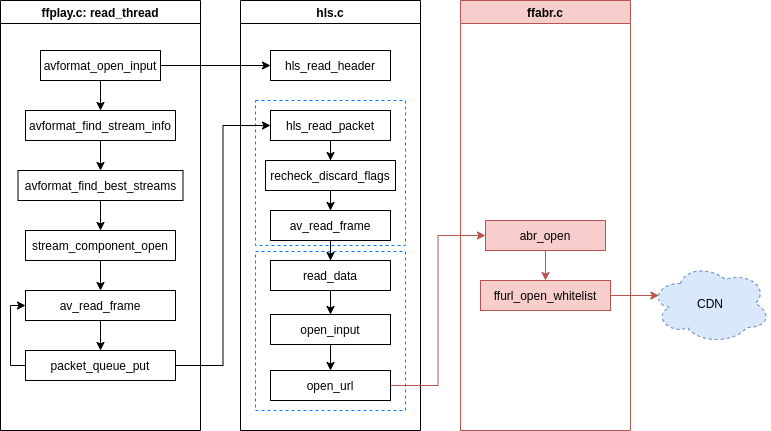 ffplay.c: read_thread
avformat_open_input
avformat_find_stream_info
avformat_find_best_streams
stream_component_open
av_read_frame
packet_queue_put
hls.c
hls_read_header
hls_read_packet
recheck_discard_flags
av_read_frame
read_data
open_input
open_url
ffabr.c
abr_open
ffurl_open_whitelist
CDN